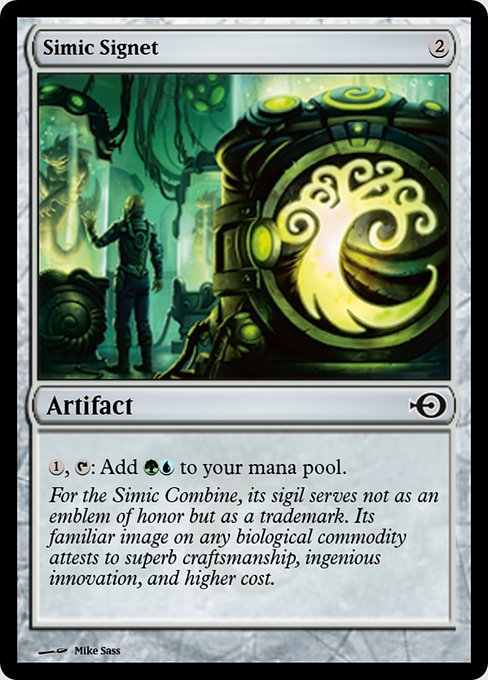 Simic Signet 2
Artifact
1, : Add to your mana pool.
For the Simic Combine, its sigil serves not as an
emblem of honor but as a trademark. Its
familiar image on any biological commodity
attests to superb craftsmanship, ingenious
innovation, and higher cost.
Mike Sass